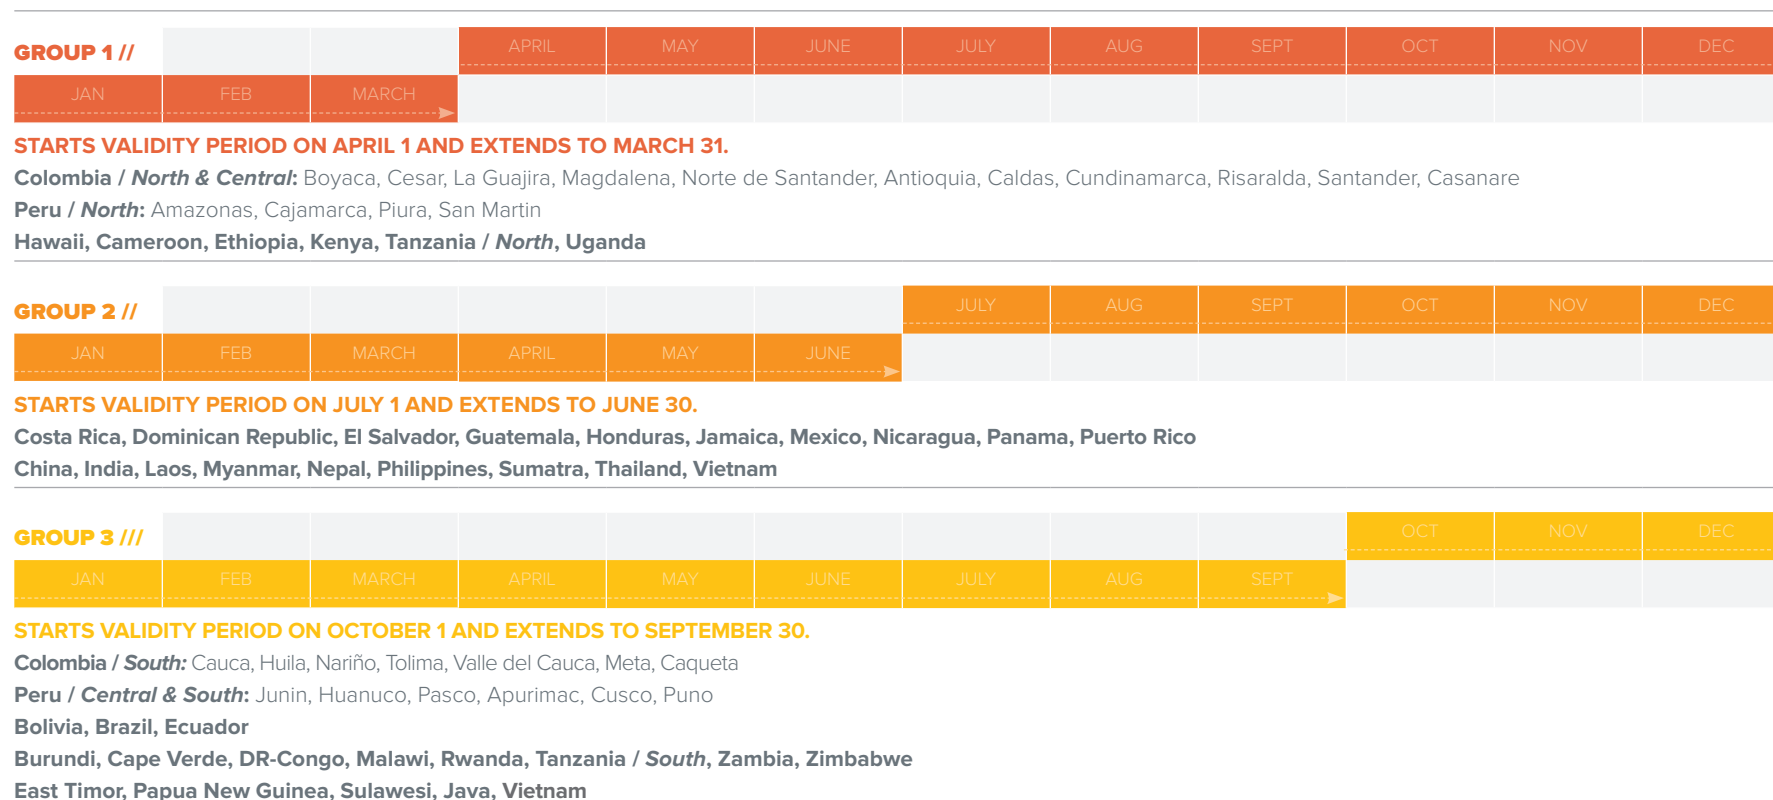 GROUP 1 //
APRIL MAY JUNE JULY AUG SEPT OCT NOV DEC
JAN FEB MARCH
STARTS VALIDITY PERIOD ON APRIL 1 AND EXTENDS TO MARCH 31.
Colombia / North & Central: Boyaca, Cesar, La Guajira, Magdalena, Norte de Santander, Antioquia, Caldas, Cundinamarca, Risaralda, Santander, Casanare
Peru / North: Amazonas, Cajamarca, Piura, San Martin
Hawaii, Cameroon, Ethiopia, Kenya, Tanzania / North, Uganda
GROUP 2 //
JULY AUG SEPT OCT NOV DEC
JAN FEB MARCH APRIL MAY JUNE
STARTS VALIDITY PERIOD ON JULY 1 AND EXTENDS TO JUNE 30.
Costa Rica, Dominican Republic, El Salvador, Guatemala, Honduras, Jamaica, Mexico, Nicaragua, Panama, Puerto Rico
China, India, Laos, Myanmar, Nepal, Philippines, Sumatra, Thailand, Vietnam
GROUP 3 ///
OCT NOV DEC
JAN FEB MARCH APRIL MAY JUNE JULY AUG SEPT
STARTS VALIDITY PERIOD ON OCTOBER 1 AND EXTENDS TO SEPTEMBER 30.
Colombia / South: Cauca, Huila, Nariño, Tolima, Valle del Cauca, Meta, Caqueta
Peru / Central & South: Junin, Huanuco, Pasco, Apurimac, Cusco, Puno
Bolivia, Brazil, Ecuador
Burundi, Cape Verde, DR-Congo, Malawi, Rwanda, Tanzania / South, Zambia, Zimbabwe
East Timor, Papua New Guinea, Sulawesi, Java, Vietnam